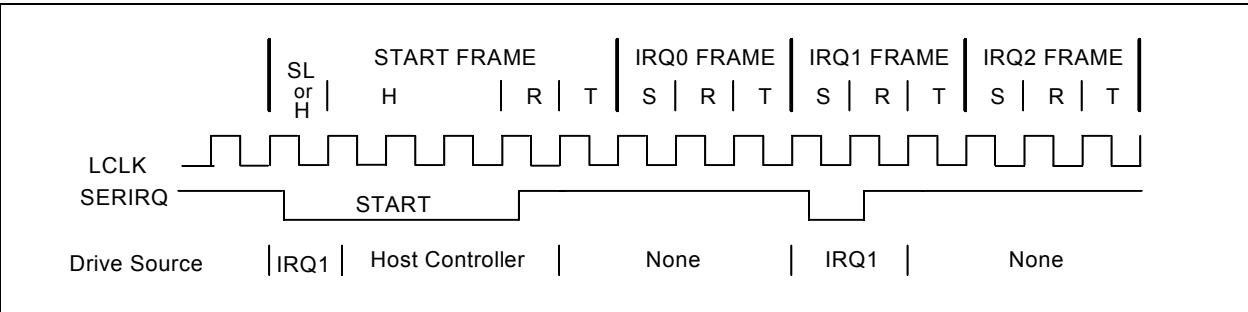 START FRAME IRQ0 FRAME IRQ1 FRAME IRQ2 FRAME
SL
or
H
H R T S R T S R T S R T
LCLK
SERIRQ
START
Drive Source IRQ1 Host Controller None IRQ1 None